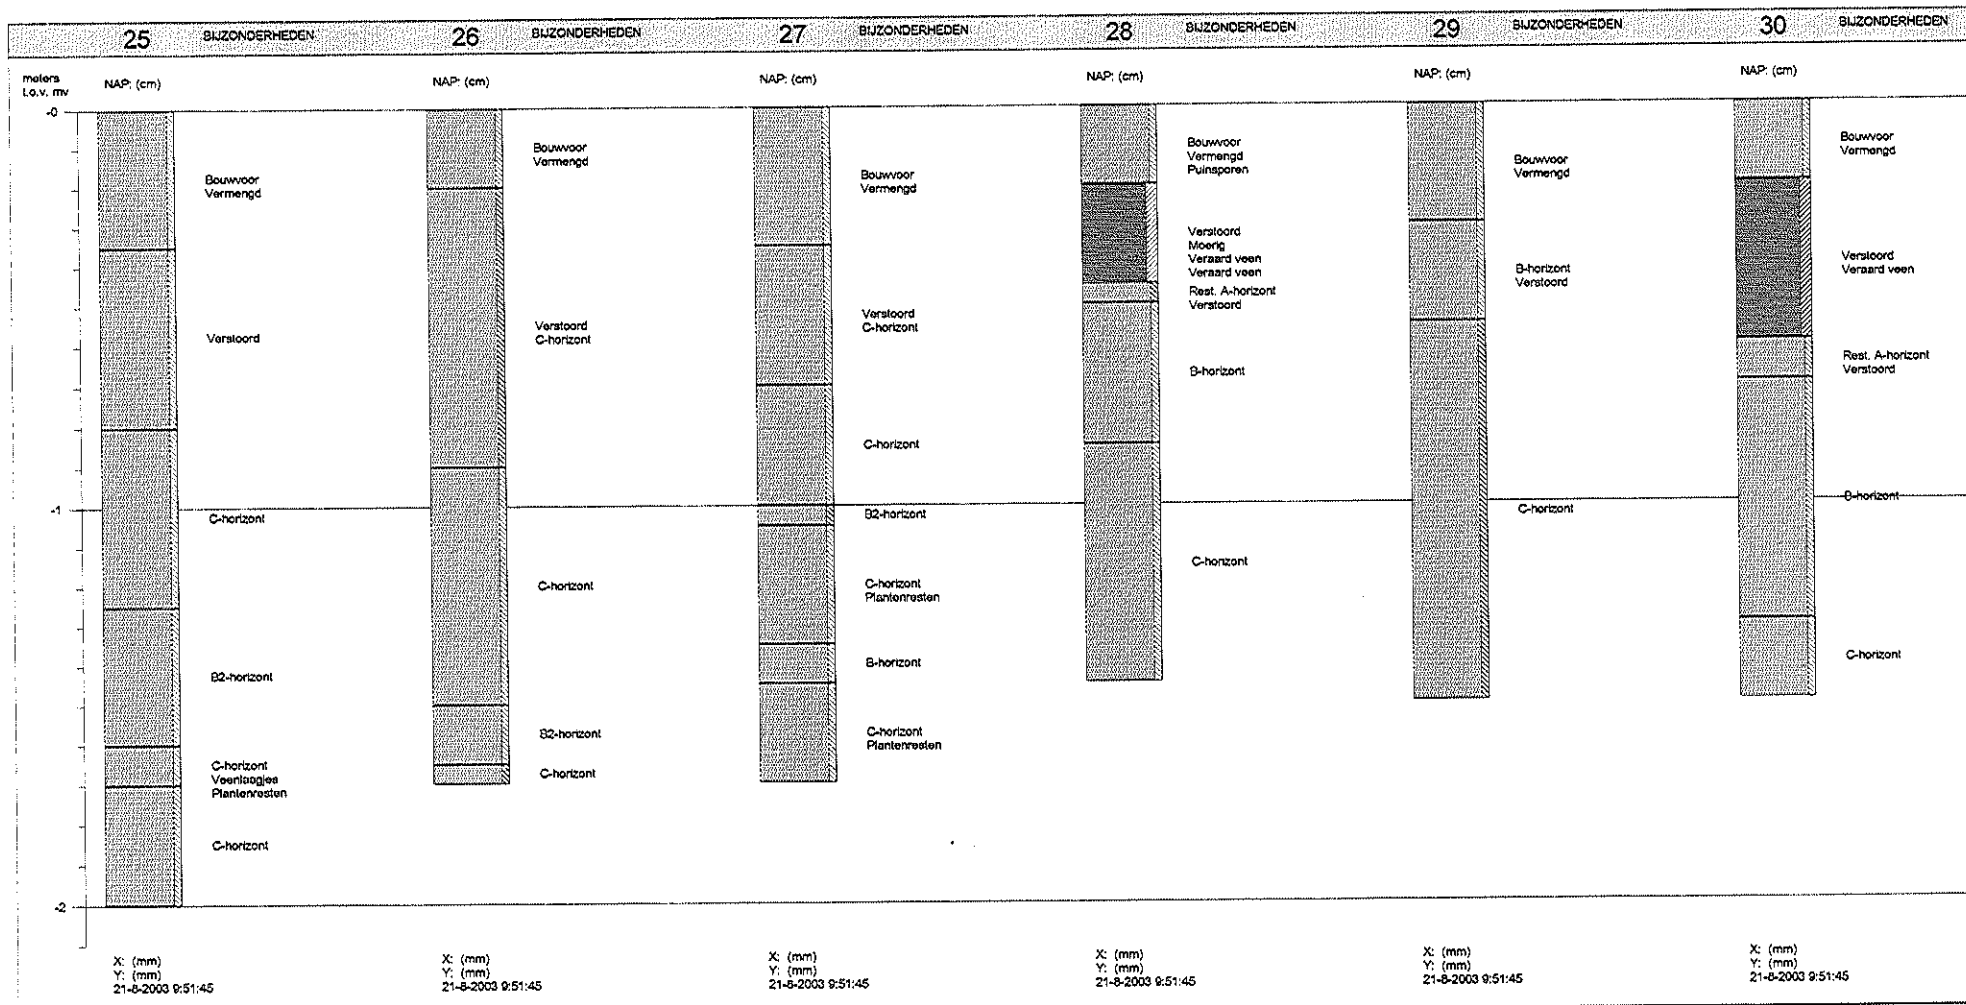 25 BIJZONDERHEDEN 26 BIJZONDERHEDEN 27 BIJZONDERHEDEN 28 BIJZONDERHEDEN 29 BIJZONDERHEDEN 30 BIJZONDERHEDEN
meters
t.o.v. mv
NAP: (cm) NAP: (cm) NAP: (cm) NAP: (cm) NAP: (cm) NAP: (cm)
-0
-1
-2
Bouwvoor
Vermengd
Verstoord
C-horizont
B2-horizont
C-horizont
Veenlaagjes
Plantenresten
C-horizont
X: (mm)
Y: (mm)
21-8-2003 9:51:45
Bouwvoor
Vermengd
Verstoord
C-horizont
C-horizont
B2-horizont
C-horizont
X: (mm)
Y: (mm)
21-8-2003 9:51:45
Bouwvoor
Vermengd
Verstoord
C-horizont
C-horizont
B2-horizont
C-horizont
Plantenresten
B-horizont
C-horizont
Plantenresten
X: (mm)
Y: (mm)
21-8-2003 9:51:45
Bouwvoor
Vermengd
Puinsporen
Verstoord
Moerig
Veraard veen
Veraard veen
Rest. A-horizont
Verstoord
B-horizont
C-horizont
X: (mm)
Y: (mm)
21-8-2003 9:51:45
Bouwvoor
Vermengd
B-horizont
Verstoord
C-horizont
X: (mm)
Y: (mm)
21-8-2003 9:51:45
Bouwvoor
Vermengd
Verstoord
Veraard veen
Rest. A-horizont
Verstoord
B-horizont
C-horizont
X: (mm)
Y: (mm)
21-8-2003 9:51:45